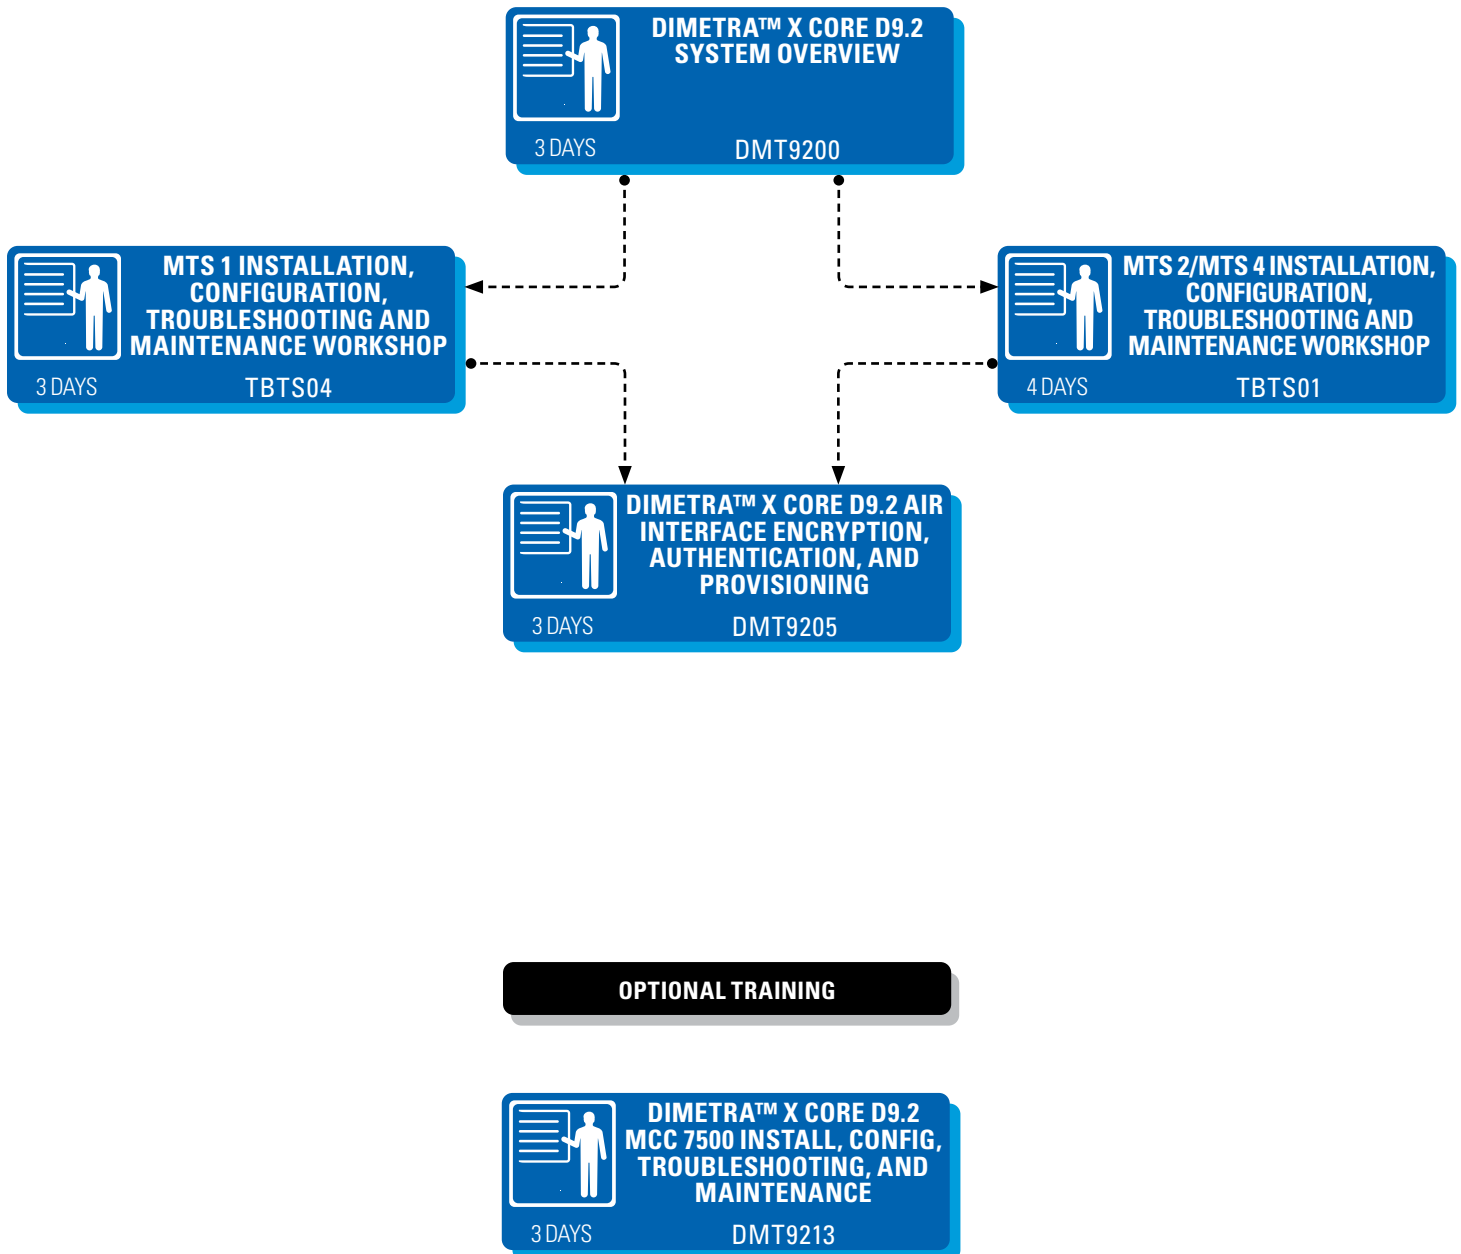 DIMETRA™ X CORE D9.2
SYSTEM OVERVIEW
3 DAYS
DMT9200
MTS 1 INSTALLATION,
CONFIGURATION,
TROUBLESHOOTING AND
MAINTENANCE WORKSHOP
3 DAYS
TBTS04
MTS 2/MTS 4 INSTALLATION,
CONFIGURATION,
TROUBLESHOOTING AND
MAINTENANCE WORKSHOP
4 DAYS
TBTS01
DIMETRA™ X CORE D9.2 AIR
INTERFACE ENCRYPTION,
AUTHENTICATION, AND
PROVISIONING
3 DAYS
DMT9205
OPTIONAL TRAINING
DIMETRA™ X CORE D9.2
MCC 7500 INSTALL, CONFIG,
TROUBLESHOOTING, AND
MAINTENANCE
3 DAYS
DMT9213